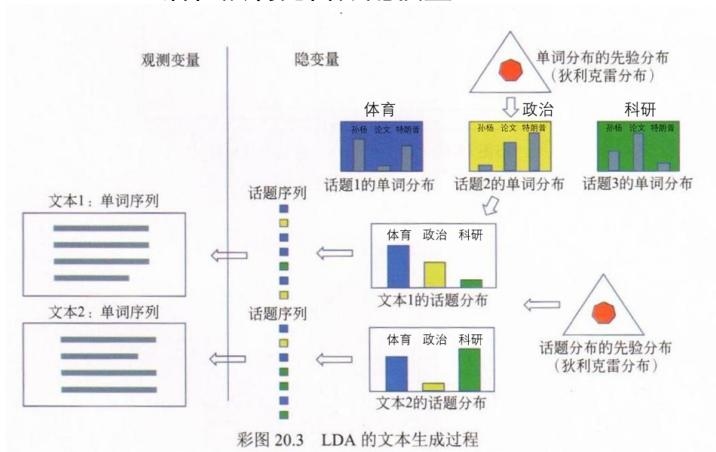 观测变量
隐变量
单词分布的先验分布
（狄利克雷分布）
体育
政治
科研
孙杨 论文 特朗普
孙杨 论文 特朗普
孙杨 论文 特朗普
话题1的单词分布
话题2的单词分布
话题3的单词分布
文本1：单词序列
话题序列
体育 政治 科研
文本1的话题分布
文本2：单词序列
话题序列
体育 政治 科研
文本2的话题分布
话题分布的先验分布
（狄利克雷分布）
彩图 20.3 LDA 的文本生成过程